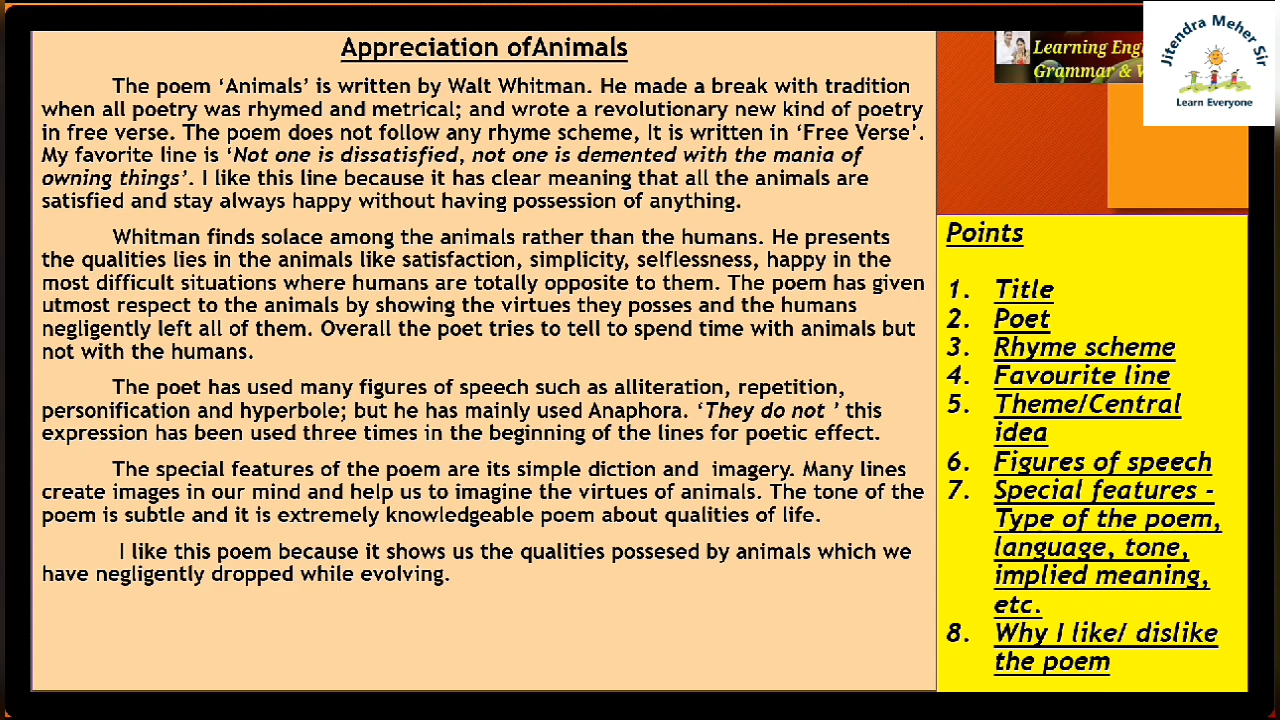 Appreciation ofAnimals
The poem ‘Animals’ is written by Walt Whitman. He made a break with tradition
when all poetry was rhymed and metrical; and wrote a revolutionary new kind of poetry
in free verse. The poem does not follow any rhyme scheme, It is written in ‘Free Verse’.
My favorite line is ‘Not one is dissatisfied, not one is demented with the mania of
owning things’. I like this line because it has clear meaning that all the animals are
satisfied and stay always happy without having possession of anything.
Whitman finds solace among the animals rather than the humans. He presents
the qualities lies in the animals like satisfaction, simplicity, selflessness, happy in the
most difficult situations where humans are totally opposite to them. The poem has given
utmost respect to the animals by showing the virtues they posses and the humans
negligently left all of them. Overall the poet tries to tell to spend time with animals but
not with the humans.
The poet has used many figures of speech such as alliteration, repetition,
personification and hyperbole; but he has mainly used Anaphora. ‘They do not ’ this
expression has been used three times in the beginning of the lines for poetic effect.
The special features of the poem are its simple diction and imagery. Many lines
create images in our mind and help us to imagine the virtues of animals. The tone of the
poem is subtle and it is extremely knowledgeable poem about qualities of life.
I like this poem because it shows us the qualities possesed by animals which we
have negligently dropped while evolving.
Learning
Grammar &
Jitendra Meher Sir
Learn Everyone
Points
1. Title
2. Poet
3. Rhyme scheme
4. Favourite line
5. Theme/Central
idea
6. Figures of speech
7. Special features -
Type of the poem,
language, tone,
implied meaning,
etc.
8. Why I like/ dislike
the poem